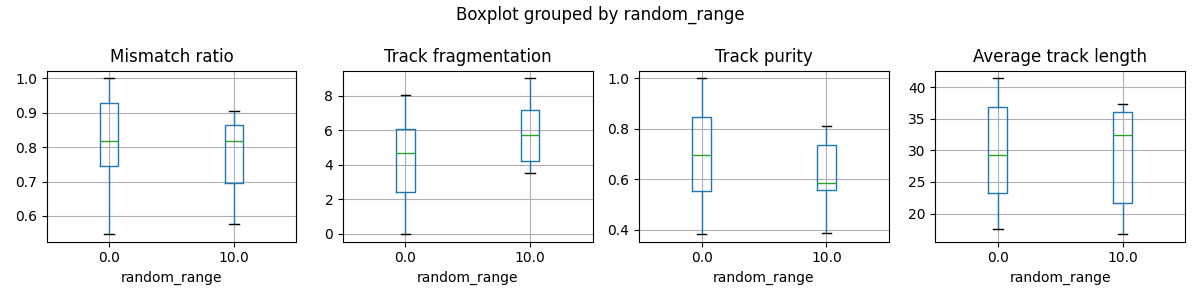 Boxplot grouped by random_range
Mismatch ratio
1.0
0.9
0.8
0.7
0.6
0.0 10.0
random_range
Track fragmentation
8
6
4
2
0
0.0 10.0
random_range
Track purity
1.0
0.8
0.6
0.4
0.0 10.0
random_range
Average track length
40
35
30
25
20
0.0 10.0
random_range